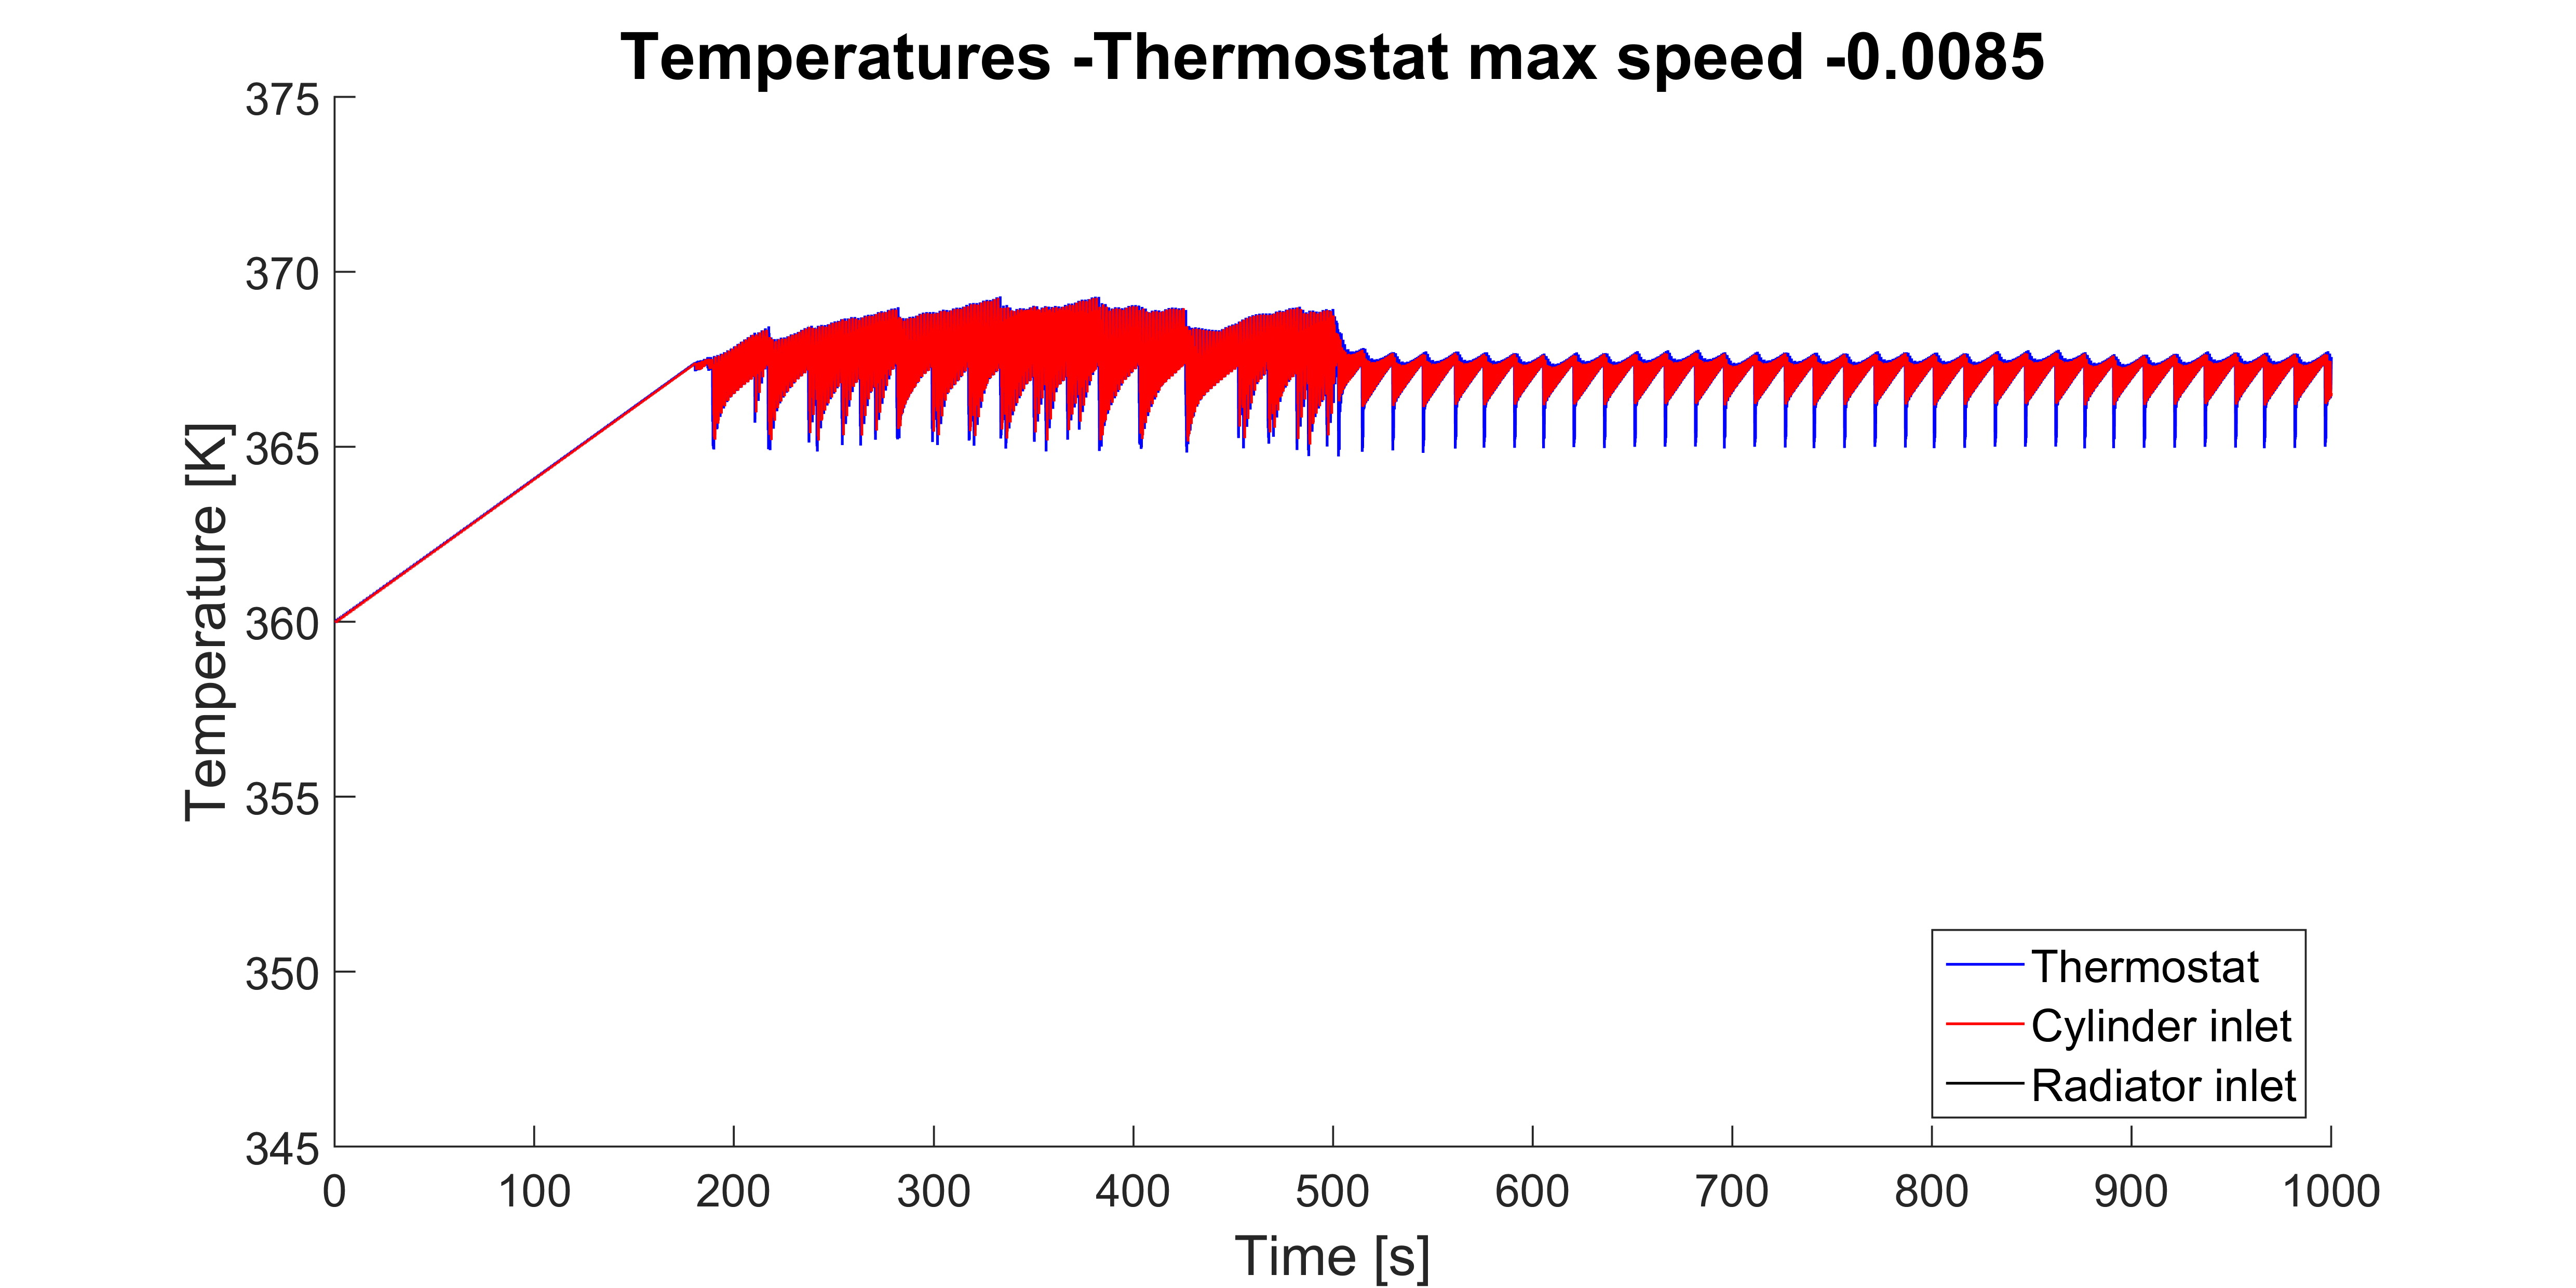 Temperatures -Thermostat max speed -0.0085
375
370
365
360
355
350
345
Temperature [K]
0 100 200 300 400 500 600 700 800 900 1000
Time [s]
Thermostat
Cylinder inlet
Radiator inlet